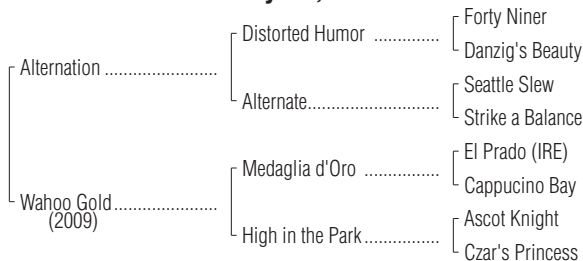 Forty Niner
Distorted Humor ..............
Danzig's Beauty
Alternation ........................
Seattle Slew
Alternate............................
Strike a Balance
El Prado (IRE)
Medaglia d'Oro ................
Cappucino Bay
Wahoo Gold......................
(2009)
Ascot Knight
High in the Park................
Czar's Princess